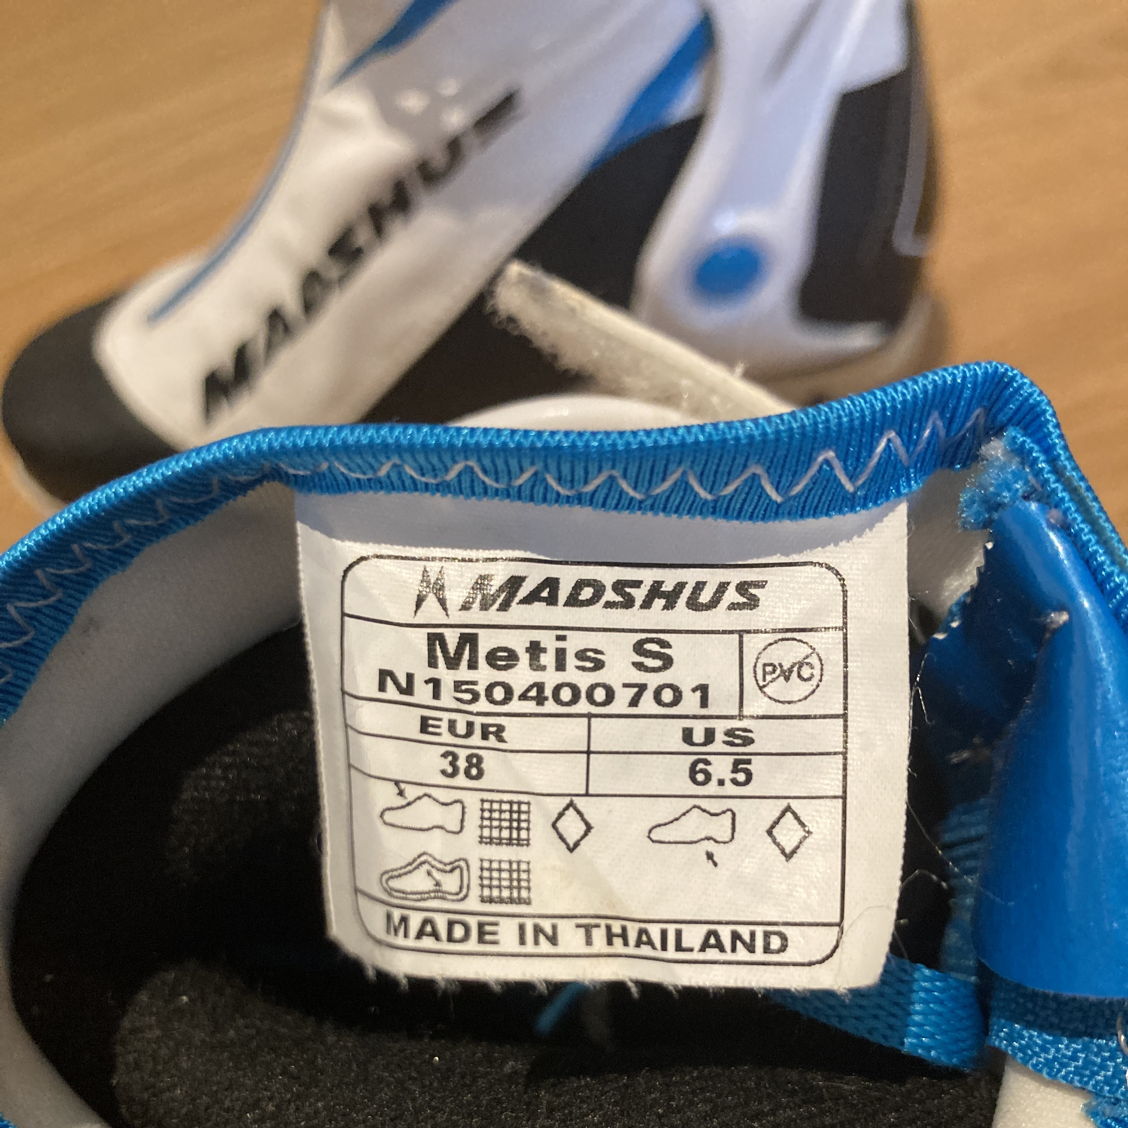 MADSHUS
MADSHUS
Metis S
N150400701
PVC
EUR
US
38
6.5
MADE IN THAILAND